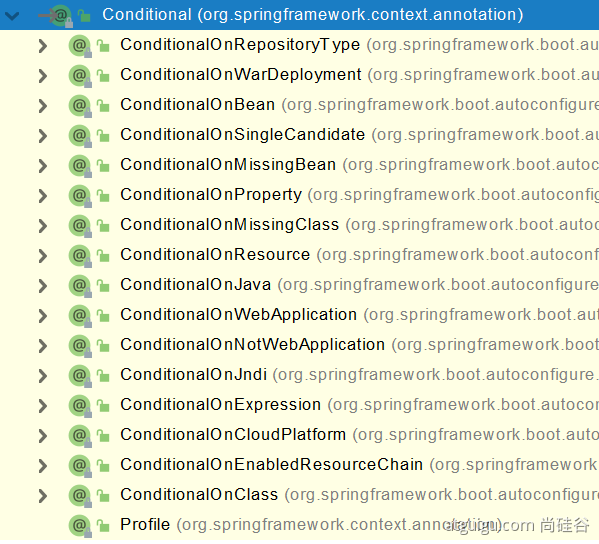 Conditional (org.springframework.context.annotation)
ConditionalOnRepositoryType (org.springframework.boot.au
ConditionalOnWarDeployment (org.springframework.boot.au
ConditionalOnBean (org.springframework.boot.autoconfigure
ConditionalOnSingleCandidate (org.springframework.boot.au
ConditionalOnMissingBean (org.springframework.boot.autoc
ConditionalOnProperty (org.springframework.boot.autoconfig
ConditionalOnMissingClass (org.springframework.boot.autoc
ConditionalOnResource (org.springframework.boot.autoconf
ConditionalOnJava (org.springframework.boot.autoconfigure
ConditionalOnWebApplication (org.springframework.boot.aut
ConditionalOnNotWebApplication (org.springframework.boot
ConditionalOnJndi (org.springframework.boot.autoconfigure.
ConditionalOnExpression (org.springframework.boot.autocon
ConditionalOnCloudPlatform (org.springframework.boot.auto
ConditionalOnEnabledResourceChain (org.springframework
ConditionalOnClass (org.springframework.boot.autoconfigure
Profile (org.springframework.context.annotation)
atguigu.com 尚硅谷